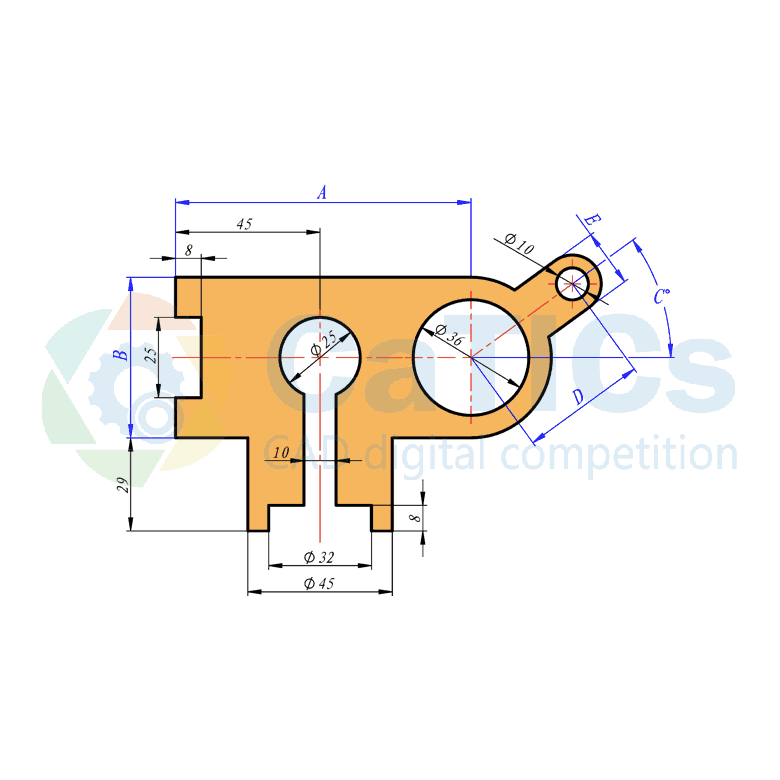 A
45
8
E
Φ10
C°
B
25
Φ25
Φ36
CaTICs
D
CAD digital competition
10
29
8
Φ32
Φ45